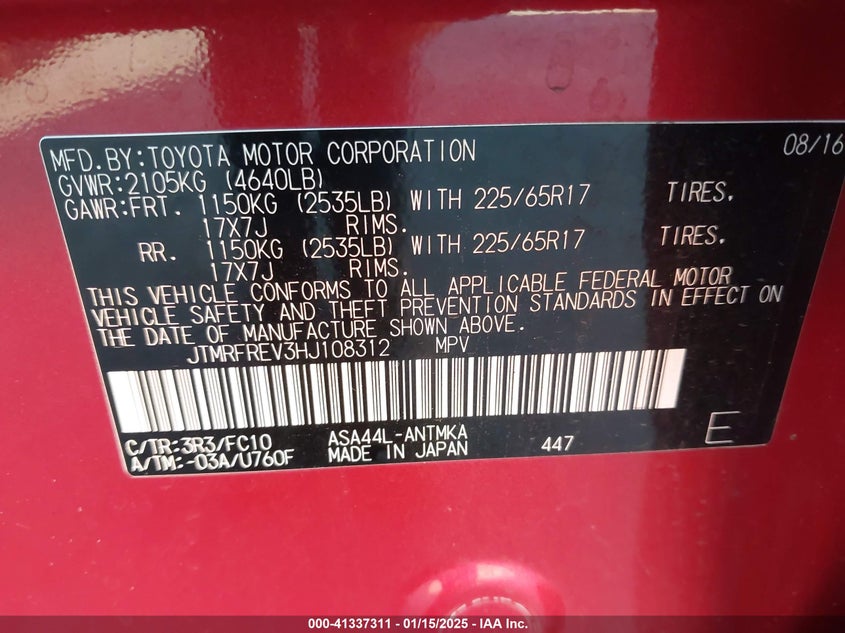 MFD.BY:TOYOTA MOTOR CORPORATION 08/16
GVWR:2105KG (4640LB)
GAWR:FRT. 1150KG (2535LB) WITH 225/65R17 TIRES.
17X7J RIMS.
RR. 1150KG (2535LB) WITH 225/65R17 TIRES.
17X7J RIMS.
THIS VEHICLE CONFORMS TO ALL APPLICABLE FEDERAL MOTOR
VEHICLE SAFETY AND THEFT PREVENTION STANDARDS IN EFFECT ON
THE DATE OF MANUFACTURE SHOWN ABOVE.
JTMRFREV3HJ108312 MPV
C/TR:3R3/FC10 ASA44L-ANTMKA 447 E
A/TM:-03A/U760F MADE IN JAPAN
000-41337311 - 01/15/2025 - IAA Inc.